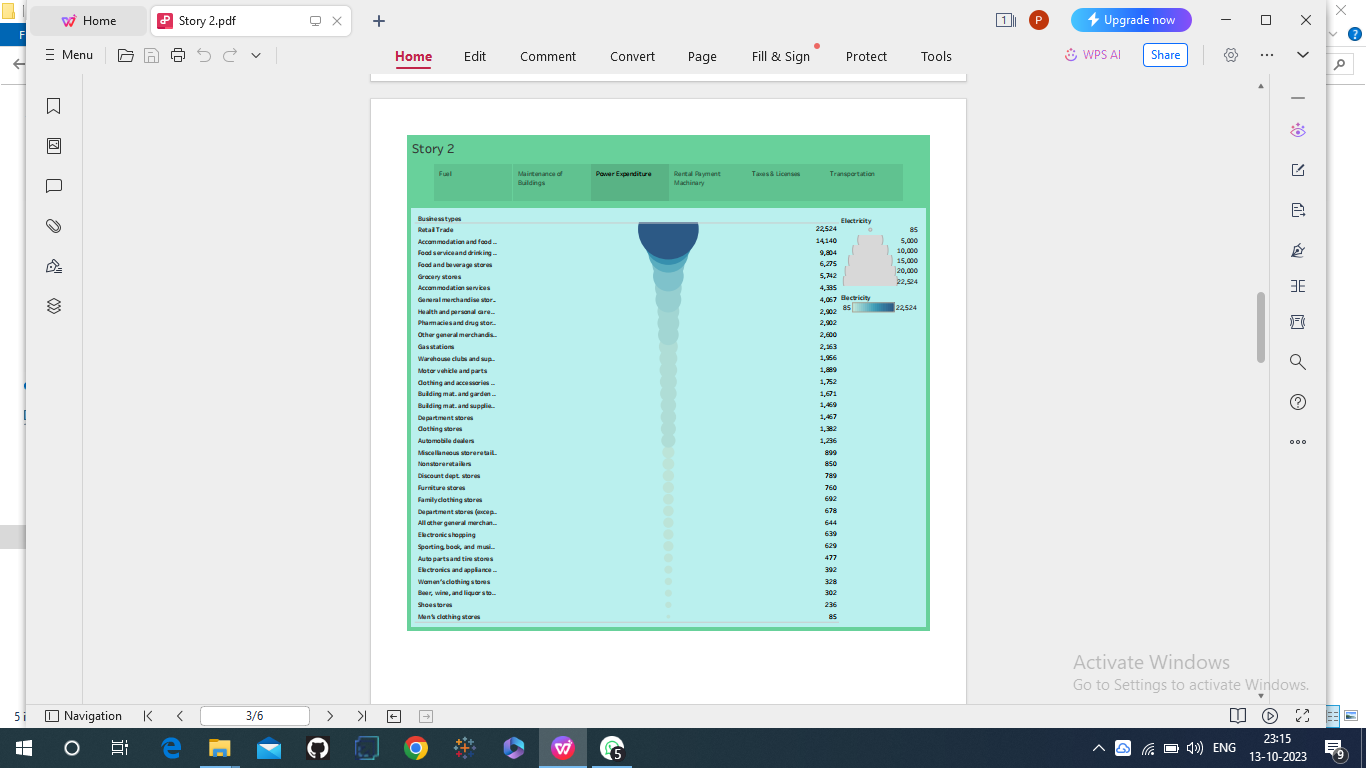 Home
Story 2.pdf
1
P
Upgrade now
F
Menu
Home
Edit
Comment
Convert
Page
Fill & Sign
Protect
Tools
WPS AI
Share
Story 2
Fuel
Maintenance of Buildings
Power Expenditure
Rental Payment Machinery
Taxes & Licenses
Transportation
Business types
Retail Trade 22,524
Accommodation and food .. 14,140
Food service and drinking .. 9,804
Food and beverage stores 6,275
Grocery stores 5,742
Accommodation services 4,335
General merchandise stor.. 4,067
Health and personal care.. 2,902
Pharmacies and drug stor.. 2,902
Other general merchandis.. 2,600
Gas stations 2,163
Warehouse clubs and sup.. 1,956
Motor vehicle and parts 1,889
Clothing and accessories .. 1,752
Building mat. and garden .. 1,671
Building mat. and supplie.. 1,469
Department stores 1,467
Clothing stores 1,382
Automobile dealers 1,236
Miscellaneous store retail.. 899
Nonstore retailers 850
Discount dept. stores 789
Furniture stores 760
Family clothing stores 692
Department stores (excep.. 678
All other general merchan.. 644
Electronic shopping 639
Sporting, book, and musi.. 629
Auto parts and tire stores 477
Electronics and appliance .. 392
Women's clothing stores 328
Beer, wine, and liquor sto.. 302
Shoe stores 236
Men's clothing stores 85
Electricity
85
5,000
10,000
15,000
20,000
22,524
Electricity
85 22,524
Activate Windows
Go to Settings to activate Windows.
5 i
Navigation
3/6
5
ENG
23:15
13-10-2023
9